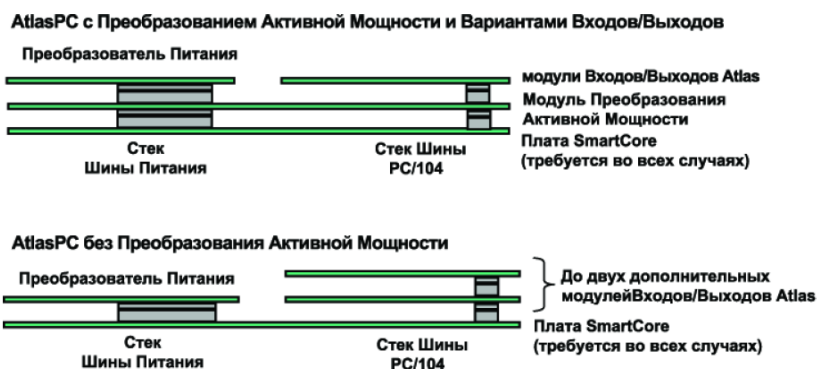 AtlasPC с Преобразованием Активной Мощности и Вариантами Входов/Выходов
Преобразователь Питания
модули Входов/Выходов Atlas
Модуль Преобразования
Активной Мощности
Плата SmartCore
(требуется во всех случаях)
Стек
Шины Питания
Стек Шины
PC/104
AtlasPC без Преобразования Активной Мощности
Преобразователь Питания
До двух дополнительных
модулейВходов/Выходов Atlas
Плата SmartCore
(требуется во всех случаях)
Стек
Шины Питания
Стек Шины
PC/104